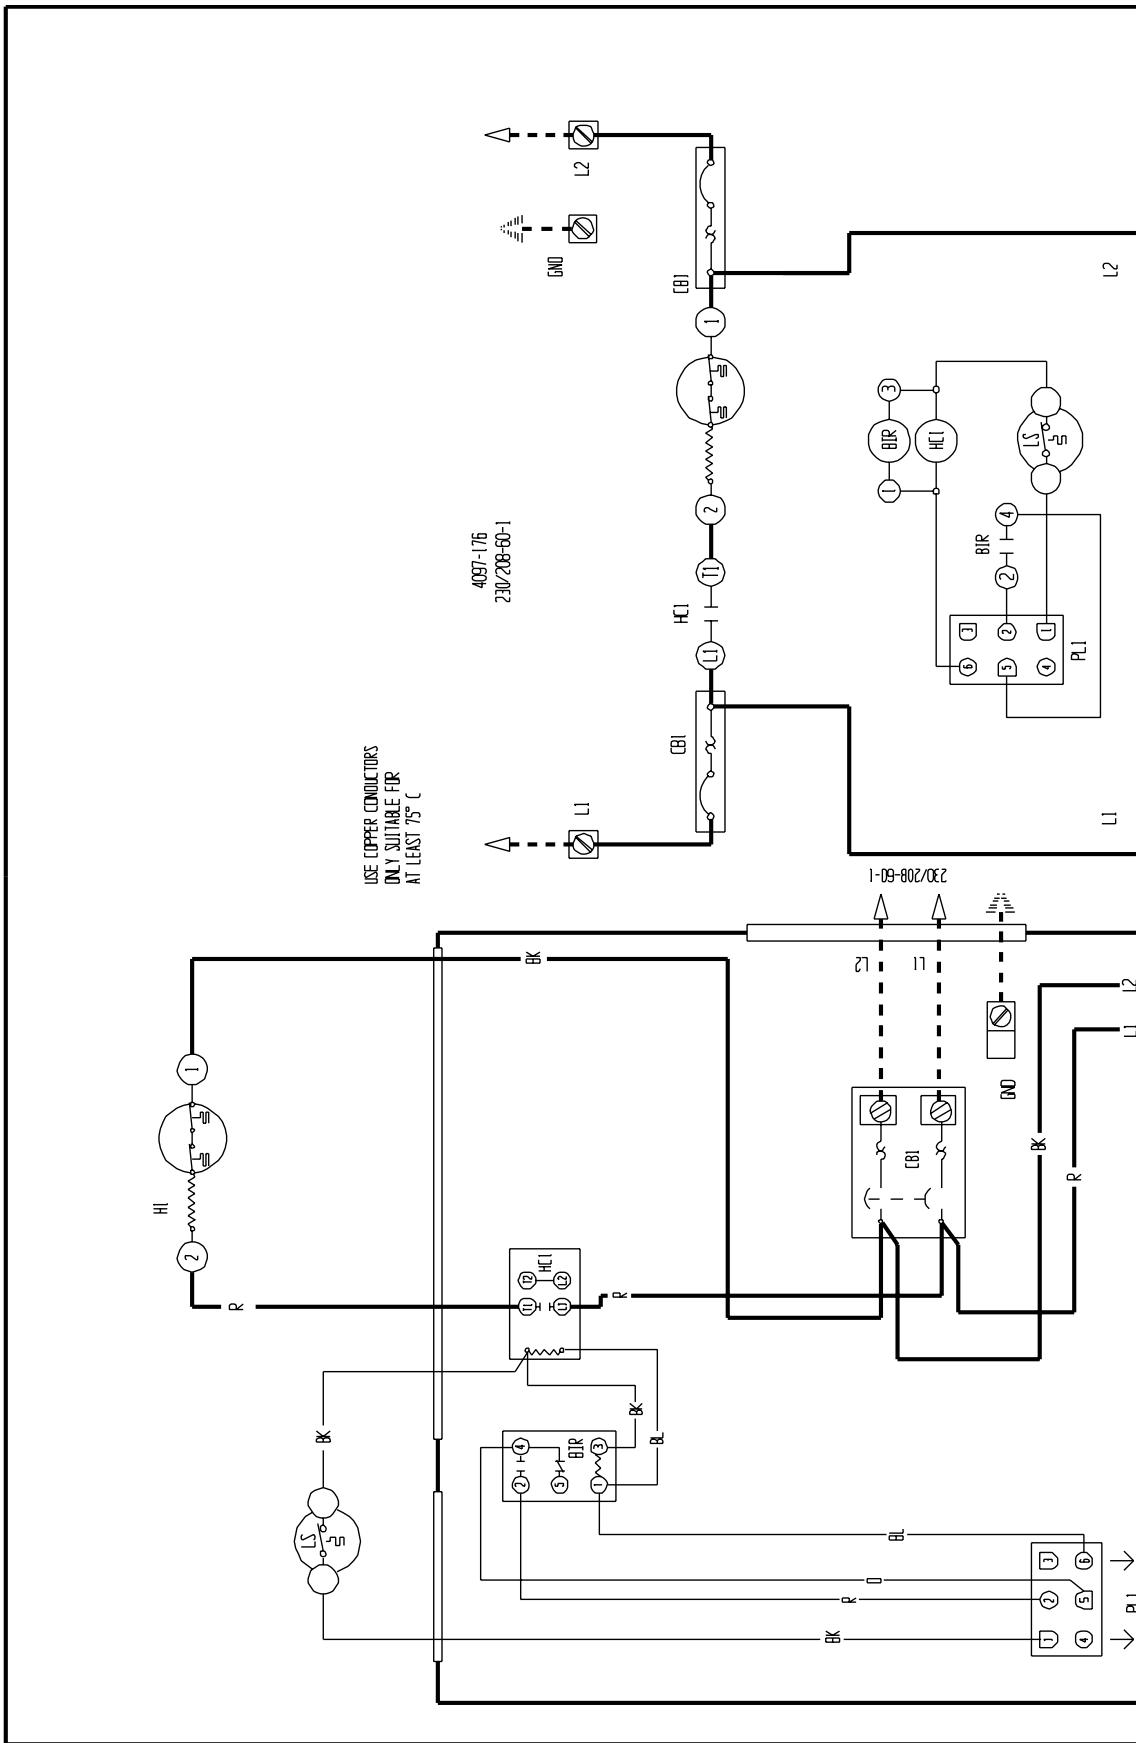 L2
GND
CB1
L2
1
3
BIR
HC1
1
LS
4
BIR
2
2
T1
HC1
L1
4097-176
230/208-60-1
3
2
1
6
5
4
PL1
CB1
L1
L1
USE COPPER CONDUCTORS
ONLY SUITABLE FOR
AT LEAST 75° C
230/208-60-1
L2
L1
BK
L2
L1
GND
1
H1
2
CB1
BK
R
R
HC1
T2
L2
T1
L1
R
BK
BL
BK
BIR
4
3
2
5
1
LS
BL
O
R
BK
3
6
2
5
1
4
PL1